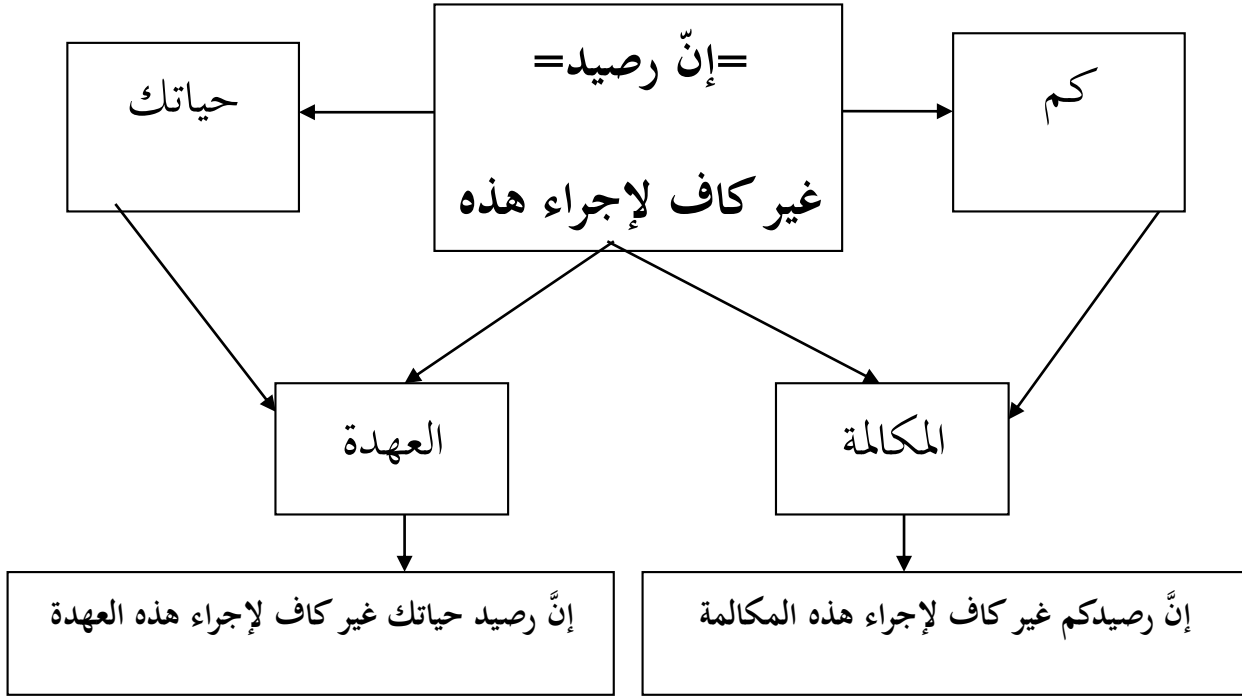 =إنّ رصيد=
غير كاف لإجراء هذه
كم
حياتك
المكالمة
العهدة
إنَّ رصيدكم غير كاف لإجراء هذه المكالمة
إنَّ رصيد حياتك غير كاف لإجراء هذه العهدة